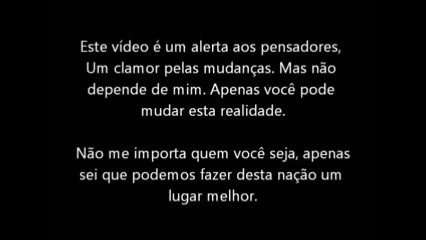 Este vídeo é um alerta aos pensadores,
Um clamor pelas mudanças. Mas não
depende de mim. Apenas você pode
mudar esta realidade.
Não me importa quem você seja, apenas
sei que podemos fazer desta nação um
lugar melhor.